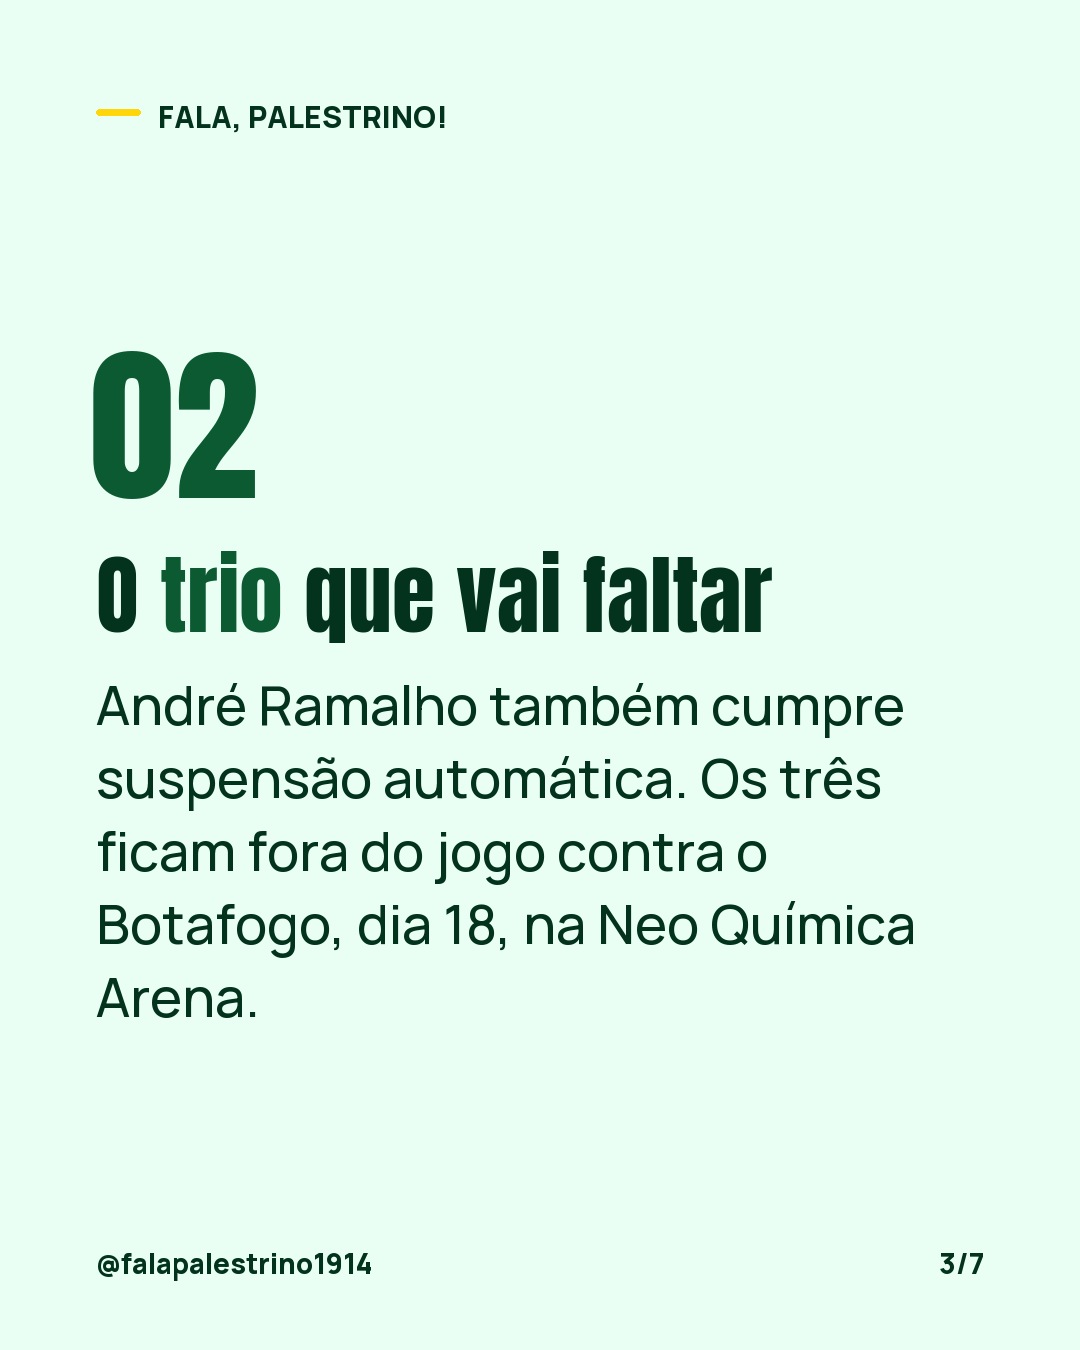 FALA, PALESTRINO!
02
O trio que vai faltar
André Ramalho também cumpre
suspensão automática. Os três
ficam fora do jogo contra o
Botafogo, dia 18, na Neo Química
Arena.
@falapalestrino1914
3/7